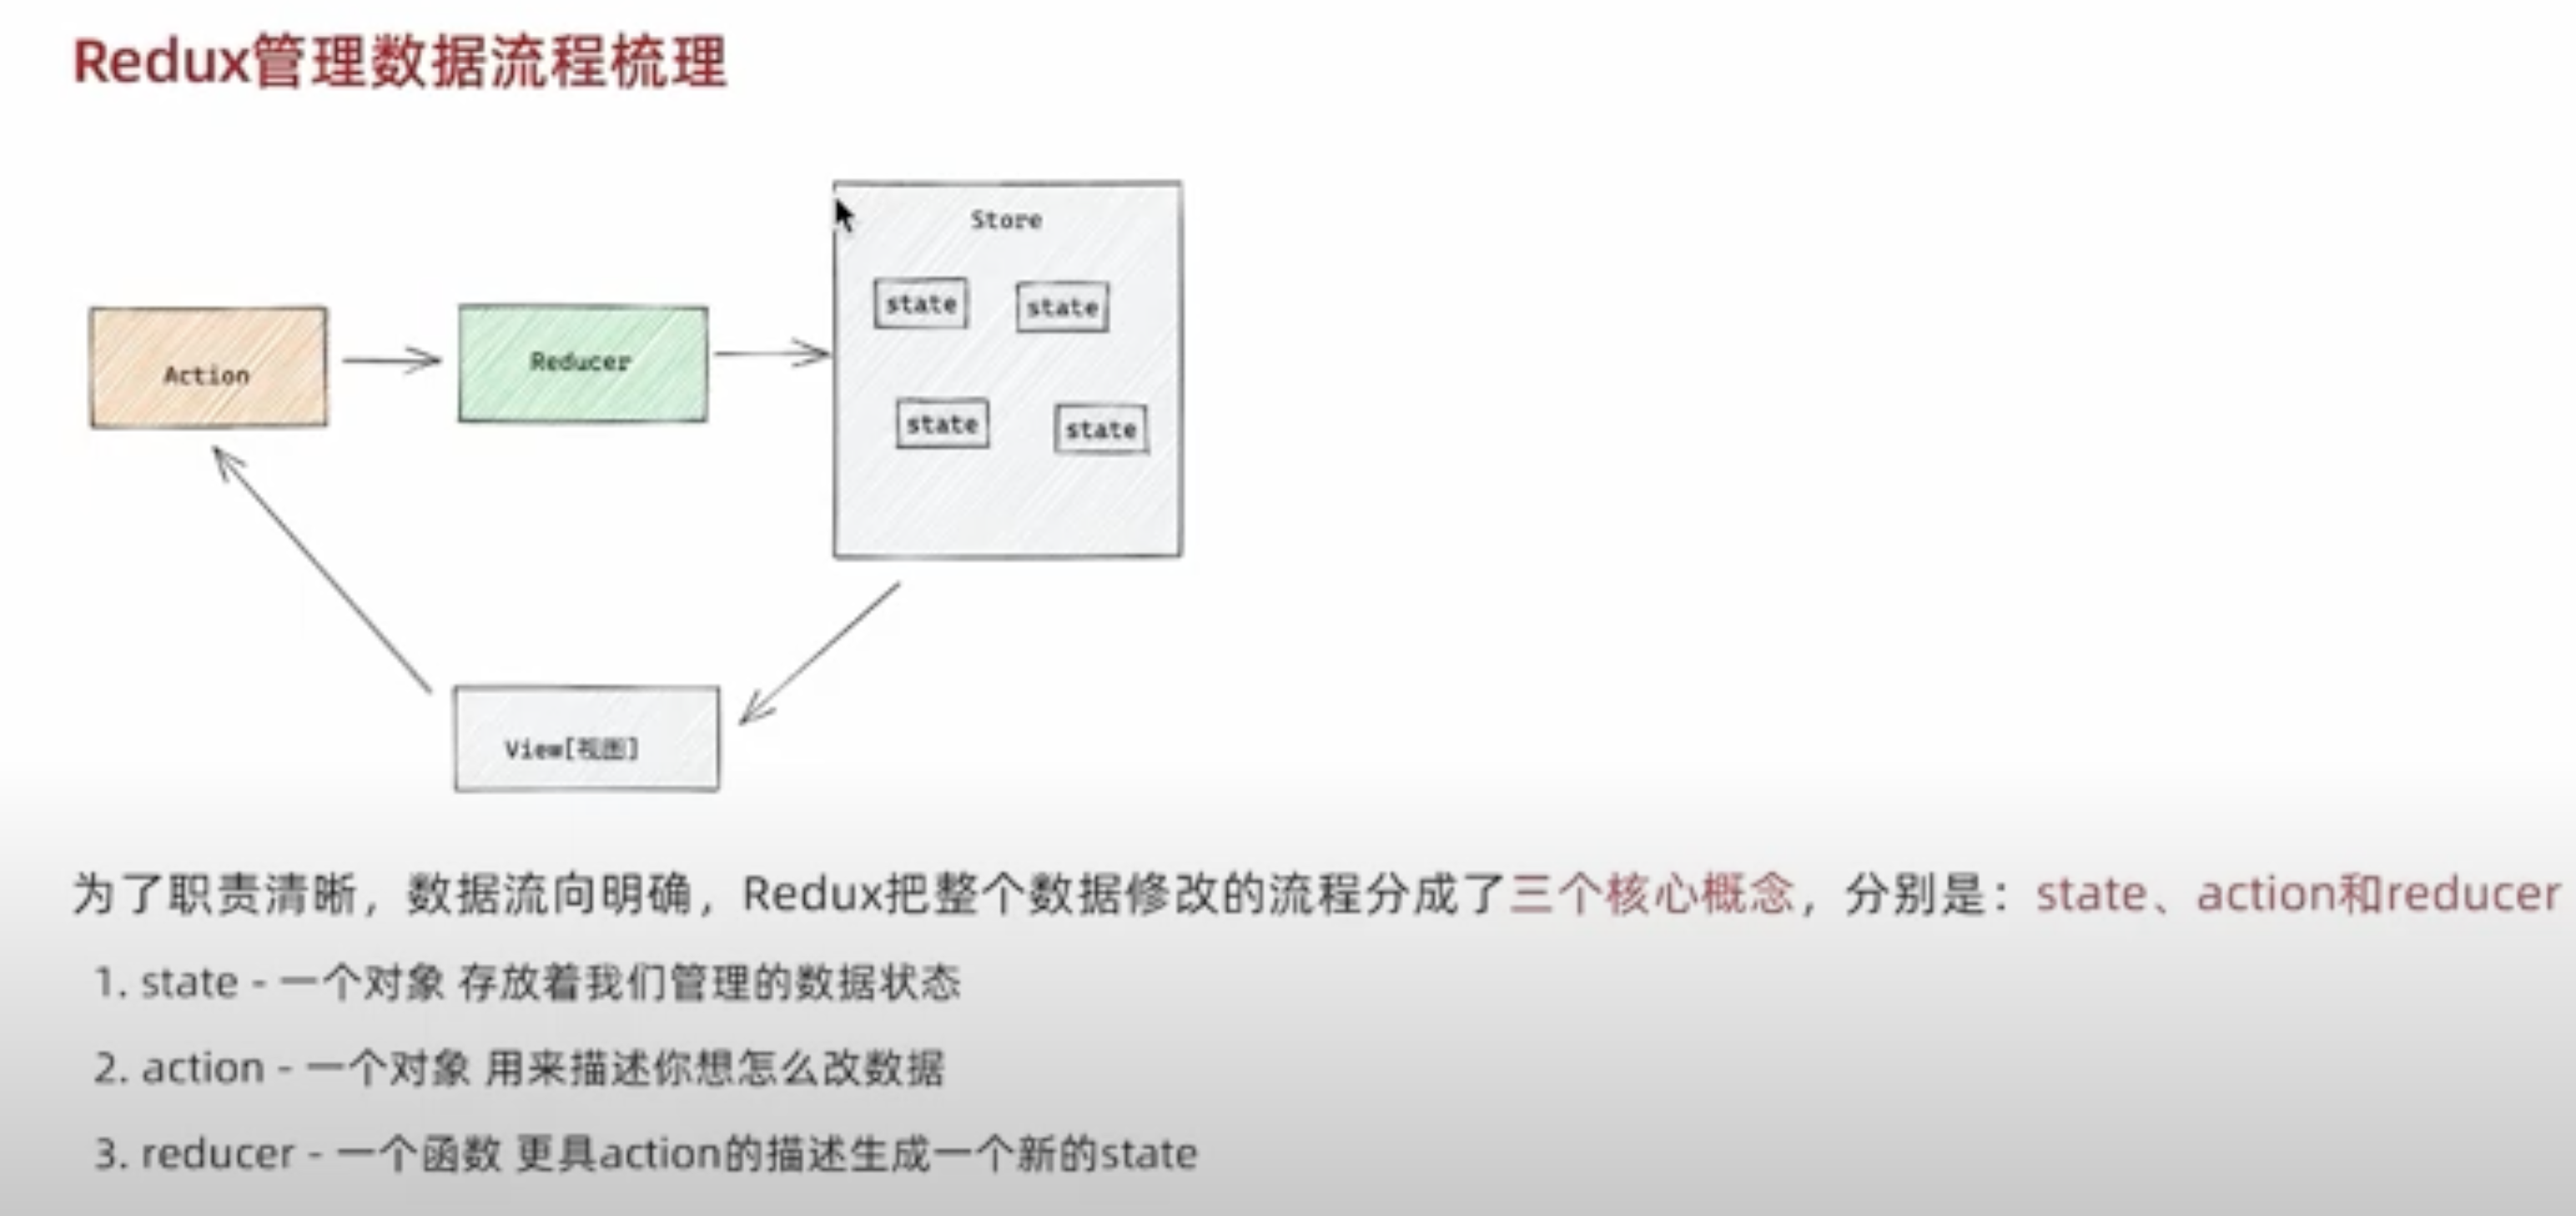 Redux管理数据流程梳理
Store
state
state
Action
Reducer
state
state
View[视图]
为了职责清晰，数据流向明确，Redux把整个数据修改的流程分成了三个核心概念，分别是：state、action和reducer
1. state - 一个对象 存放着我们管理的数据状态
2. action - 一个对象 用来描述你想怎么改数据
3. reducer - 一个函数 更具action的描述生成一个新的state